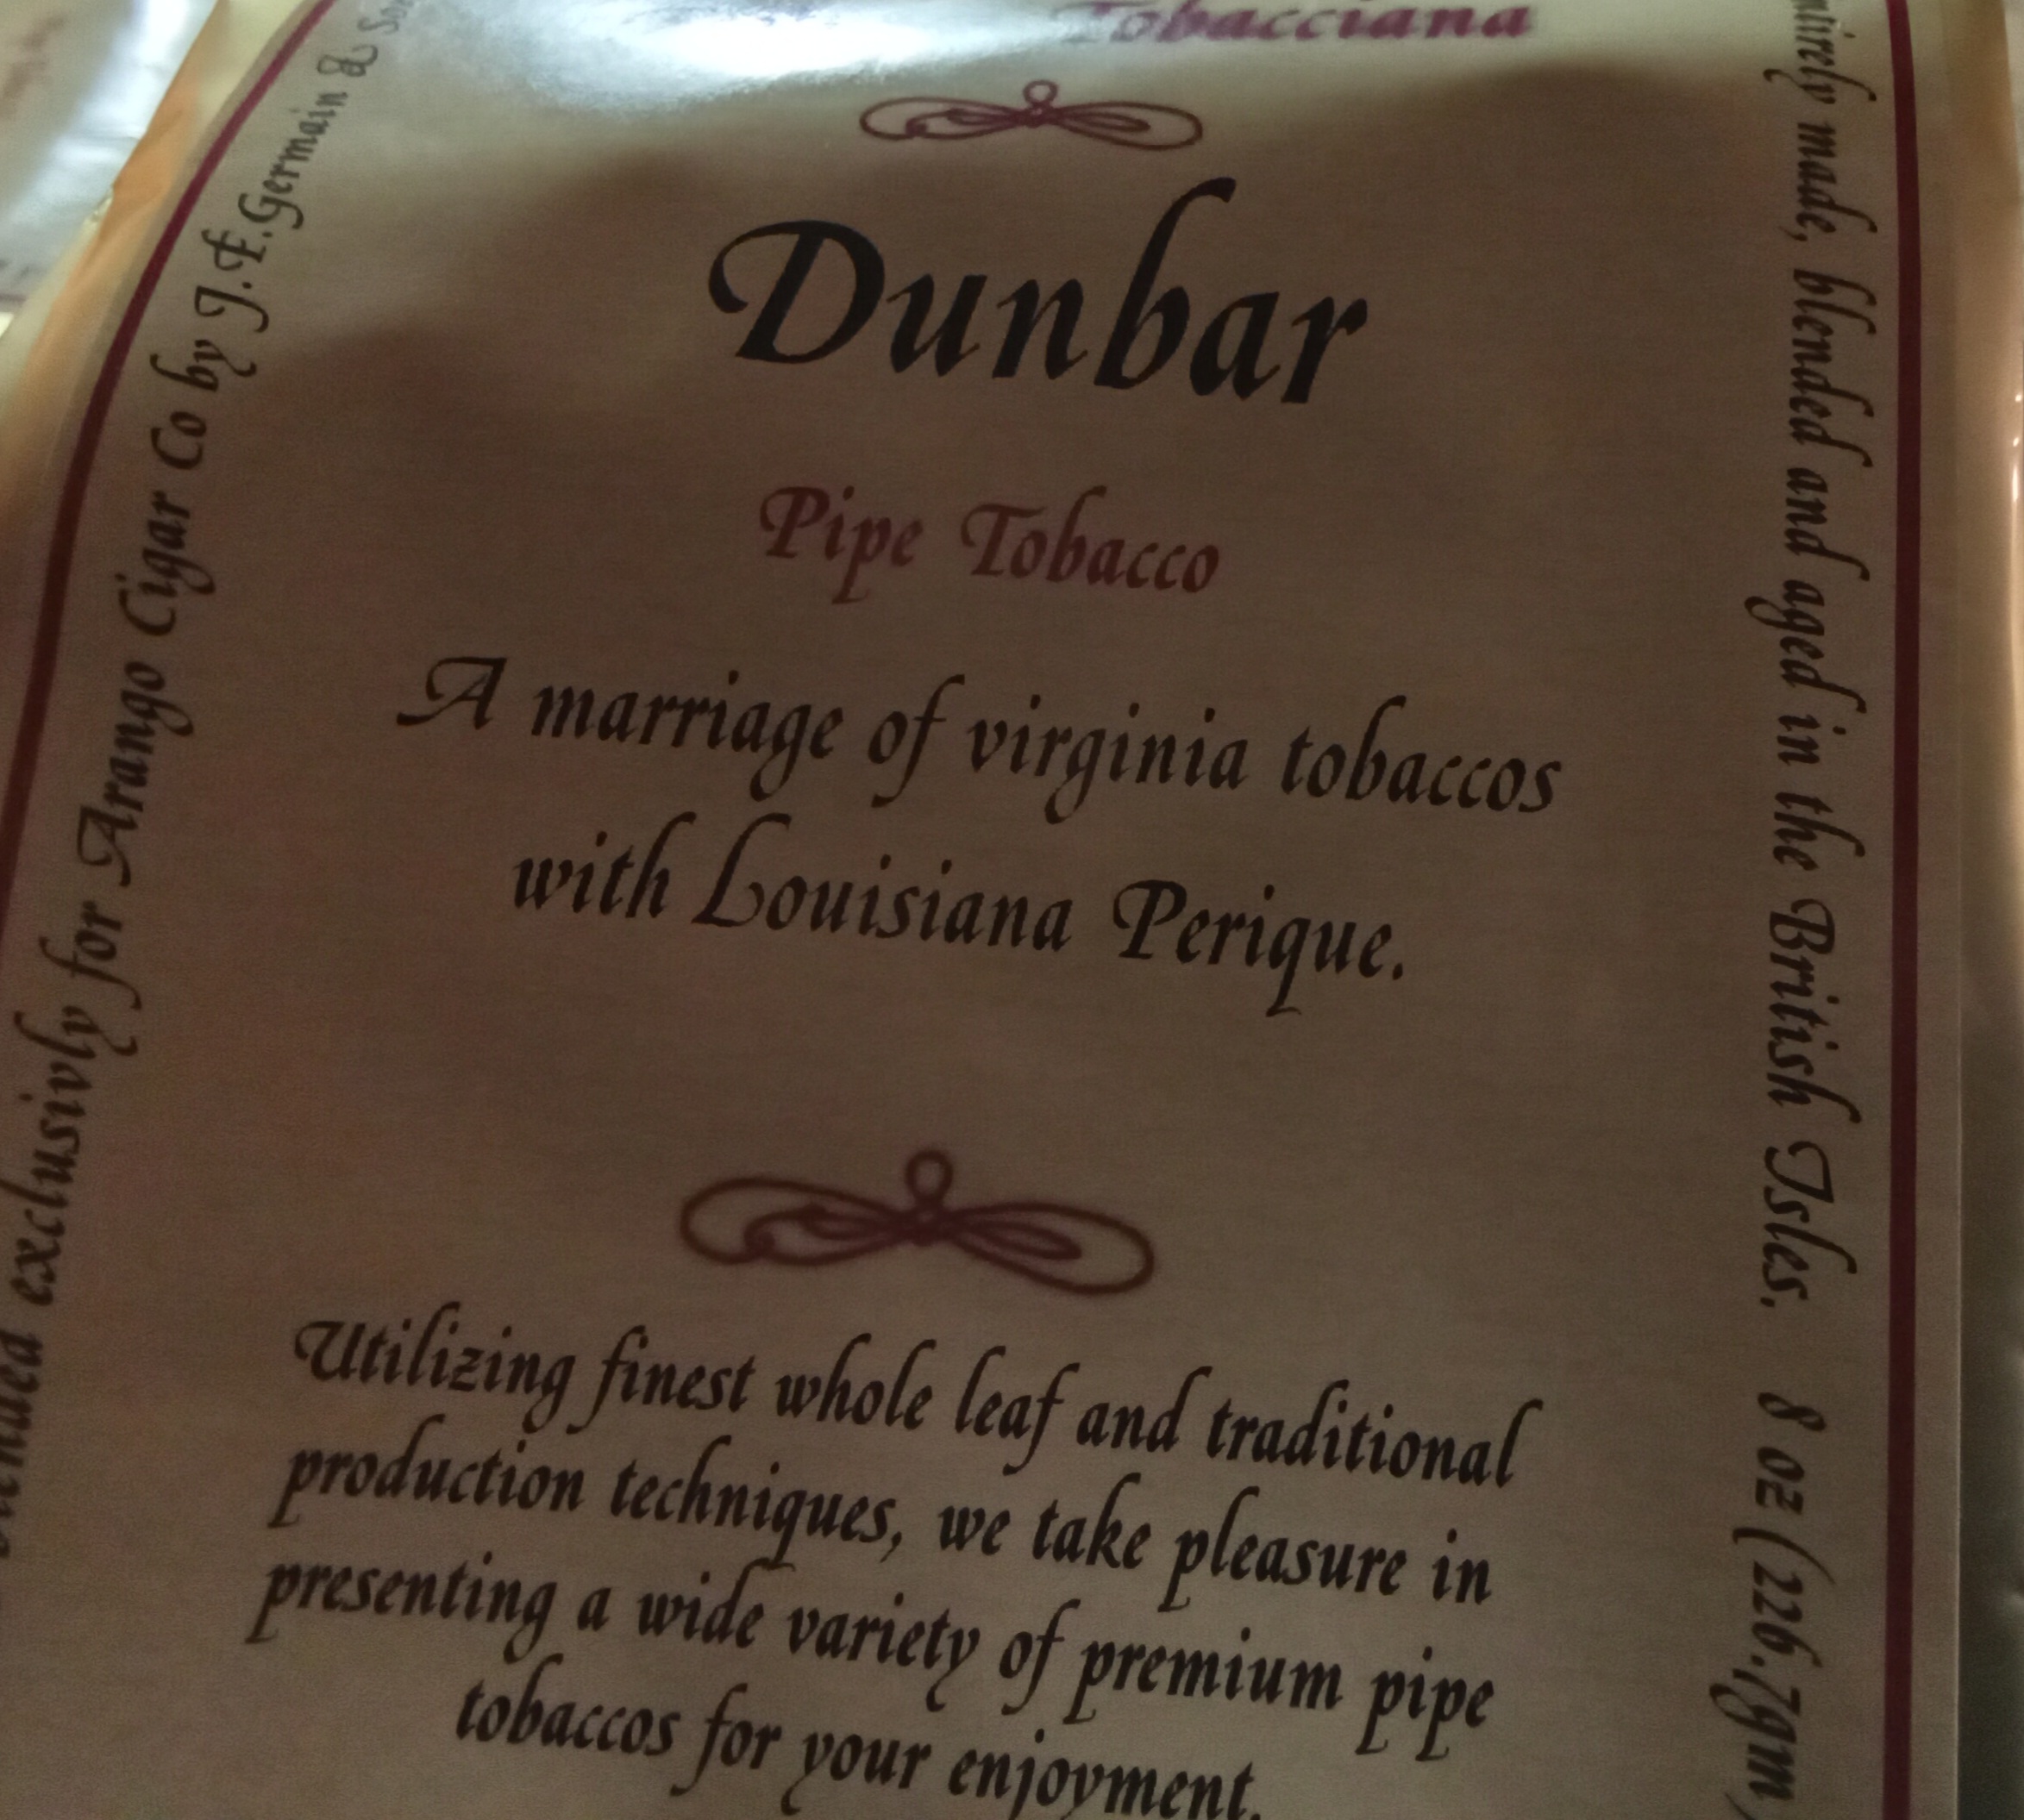 Tobacciana
Dunbar
Pipe Tobacco
A marriage of virginia tobaccos
with Louisiana Perique.
Utilizing finest whole leaf and traditional
production techniques, we take pleasure in
presenting a wide variety of premium pipe
tobaccos for your enjoyment.
exclusivly for Arango Cigar Co by J.F.Germain &
made, blended and aged in the British Isles. 8 oz (226.7gm)